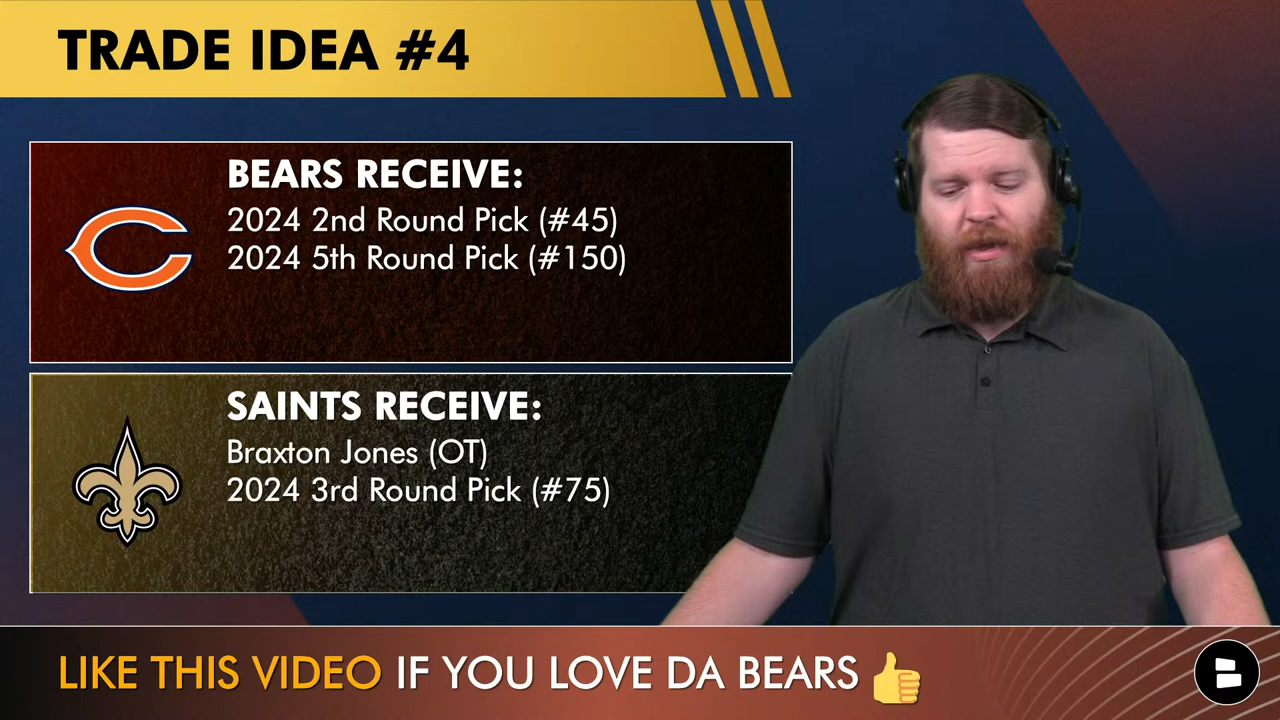 TRADE IDEA #4
BEARS RECEIVE:
2024 2nd Round Pick (#45)
2024 5th Round Pick (#150)
SAINTS RECEIVE:
Braxton Jones (OT)
2024 3rd Round Pick (#75)
LIKE THIS VIDEO IF YOU LOVE DA BEARS